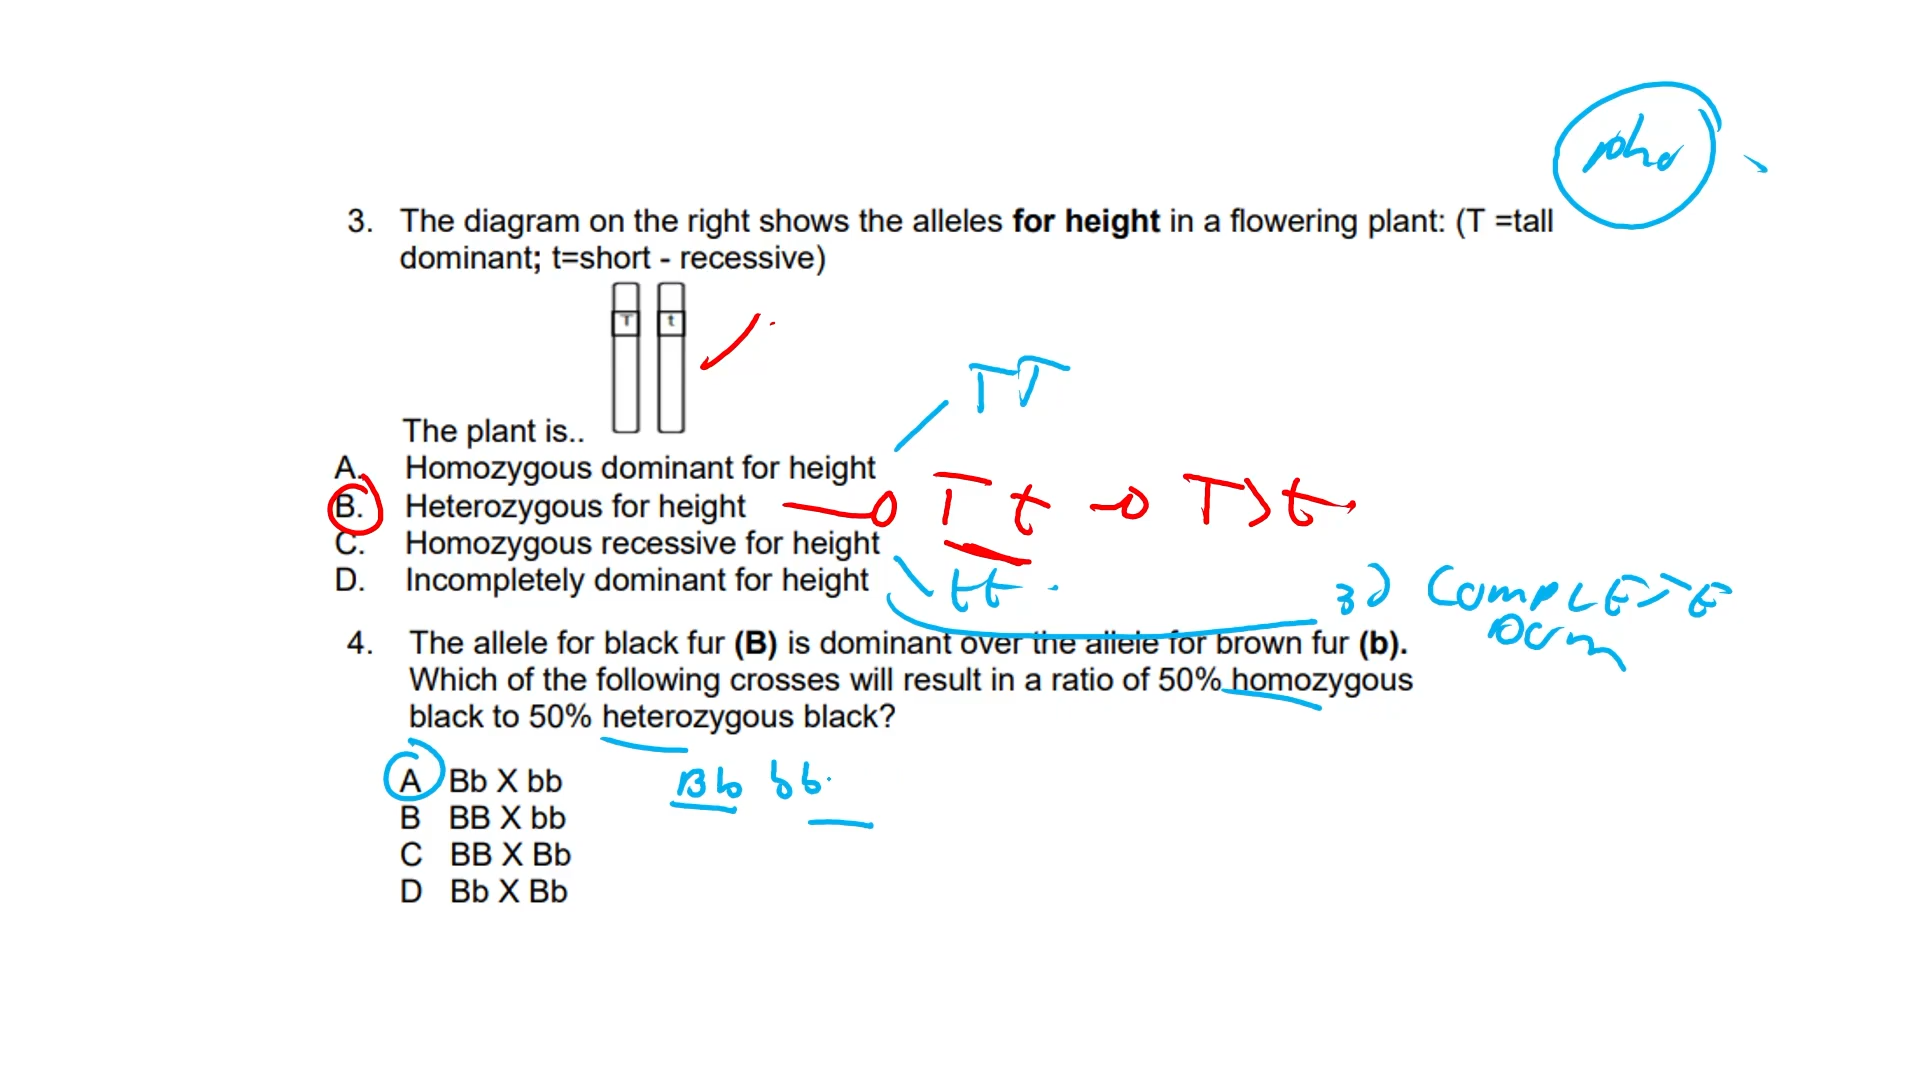 3. The diagram on the right shows the alleles for height in a flowering plant: (T =tall
dominant; t=short - recessive)
T t
The plant is..
A. Homozygous dominant for height
TT
B. Heterozygous for height
Tt T>t
C. Homozygous recessive for height
tt
D. Incompletely dominant for height
3) COMPLETE
DOM
4. The allele for black fur (B) is dominant over the allele for brown fur (b).
Which of the following crosses will result in a ratio of 50% homozygous
black to 50% heterozygous black?
A Bb X bb
Bb bb
B BB X bb
C BB X Bb
D Bb X Bb